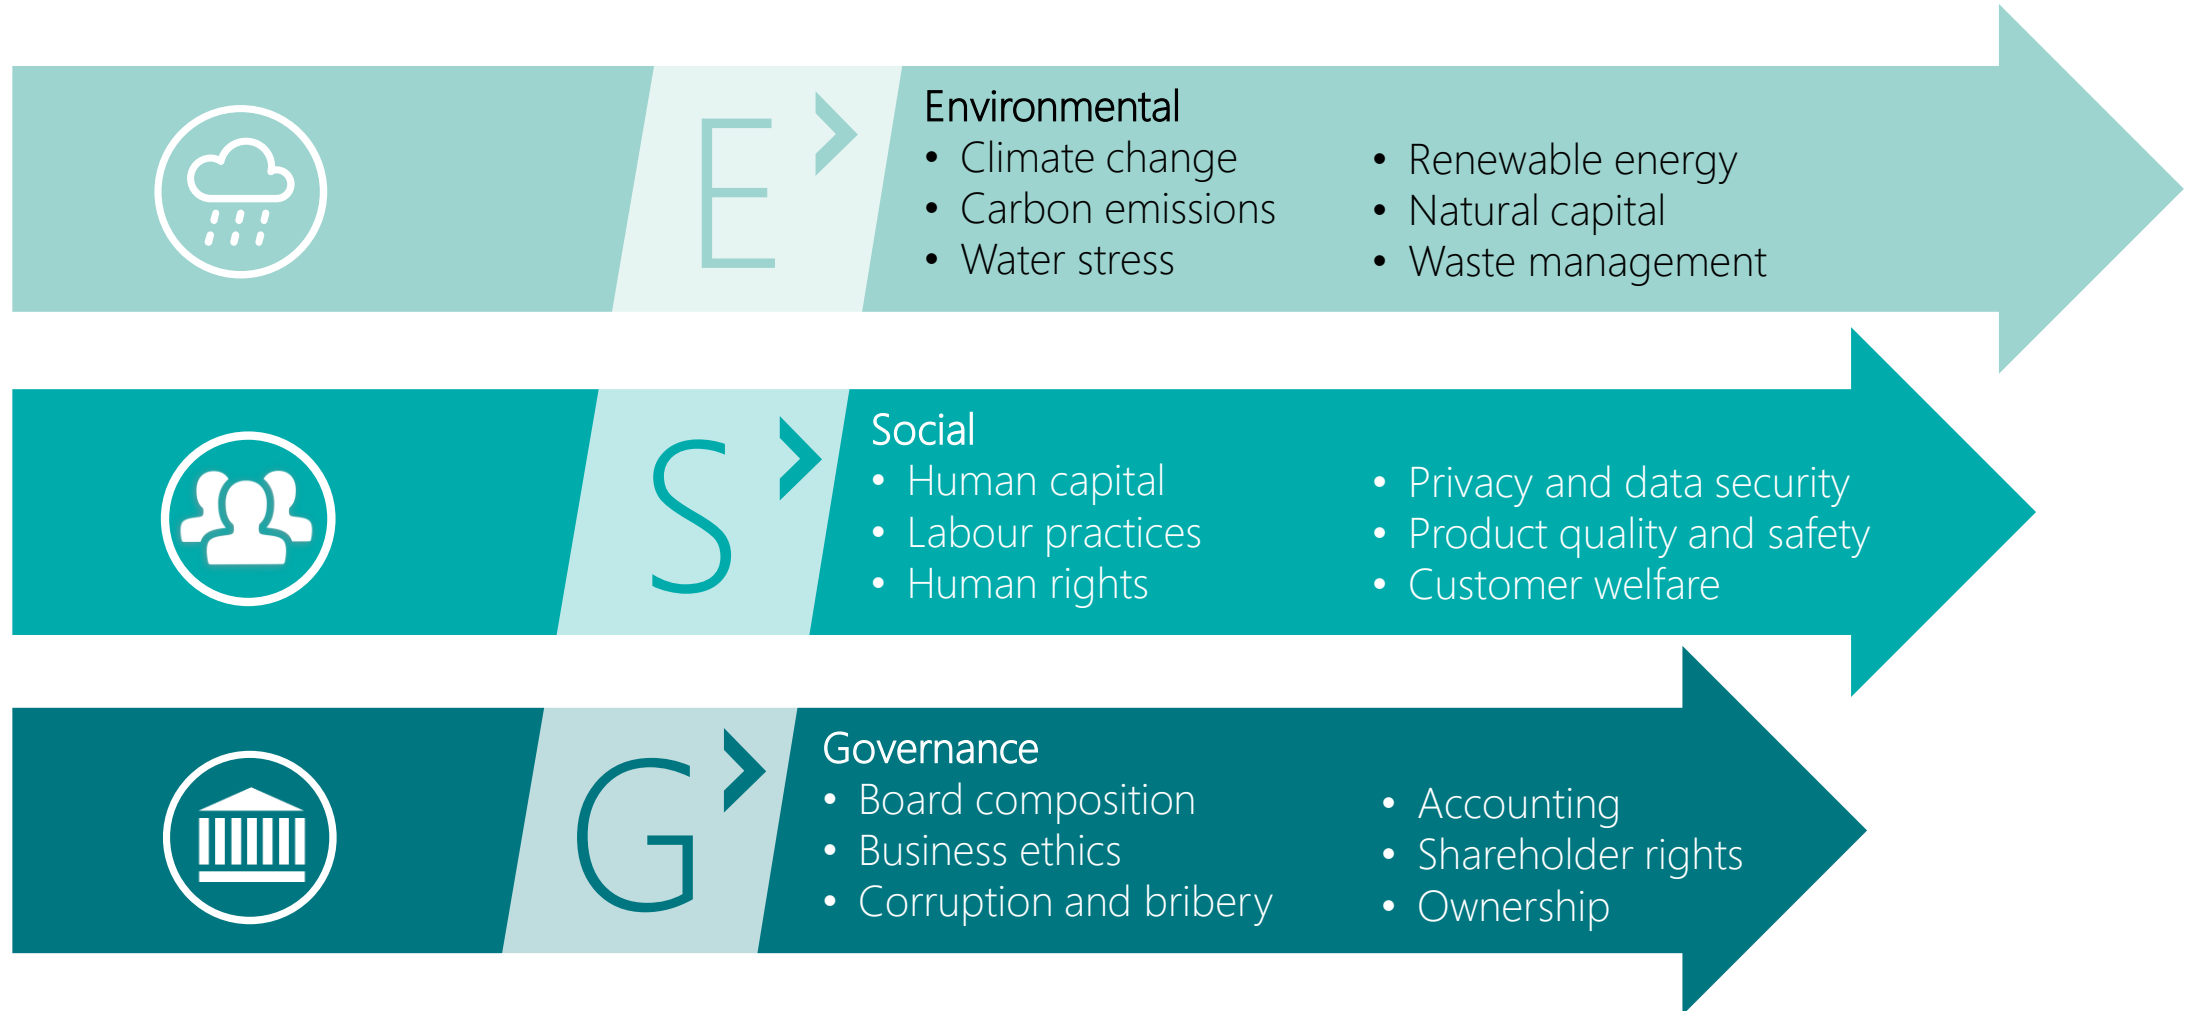 E
Environmental
• Climate change
• Carbon emissions
• Water stress
• Renewable energy
• Natural capital
• Waste management
S
Social
• Human capital
• Labour practices
• Human rights
• Privacy and data security
• Product quality and safety
• Customer welfare
G
Governance
• Board composition
• Business ethics
• Corruption and bribery
• Accounting
• Shareholder rights
• Ownership